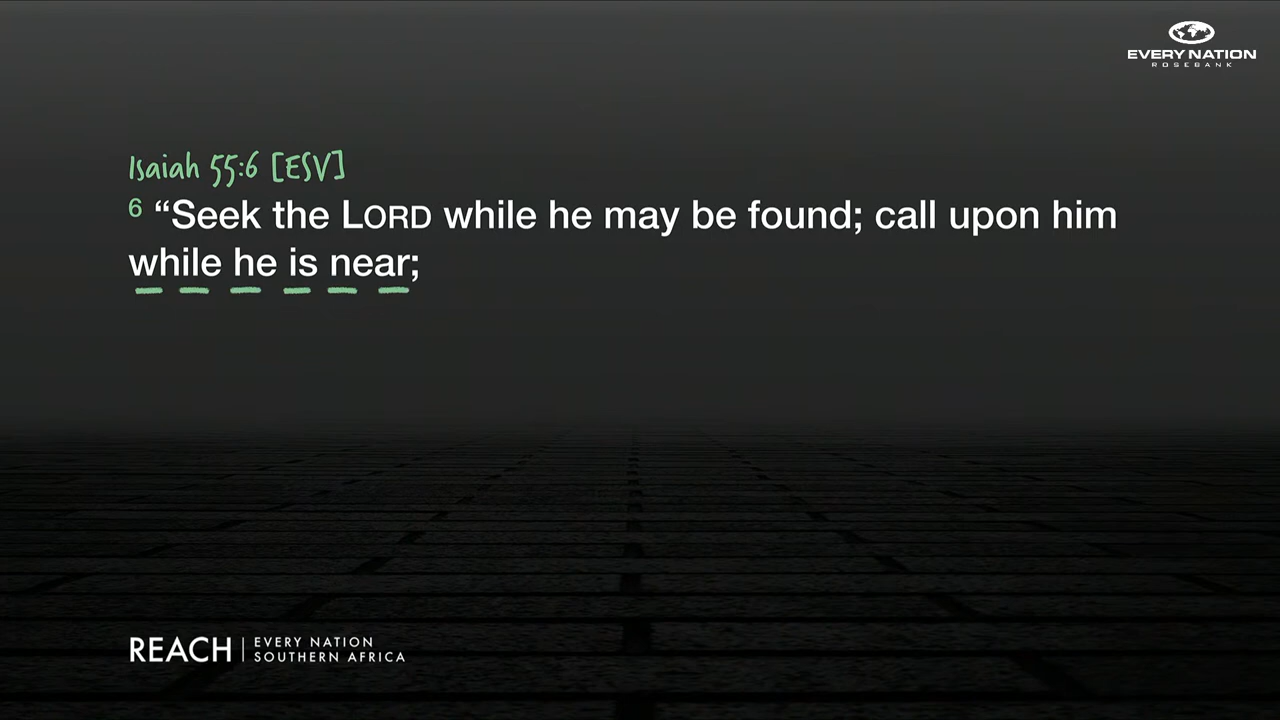 EVERY NATION
ROSEBANK
Isaiah 55:6 [ESV]
6 “Seek the LORD while he may be found; call upon him
while he is near;
REACH | EVERY NATION
SOUTHERN AFRICA